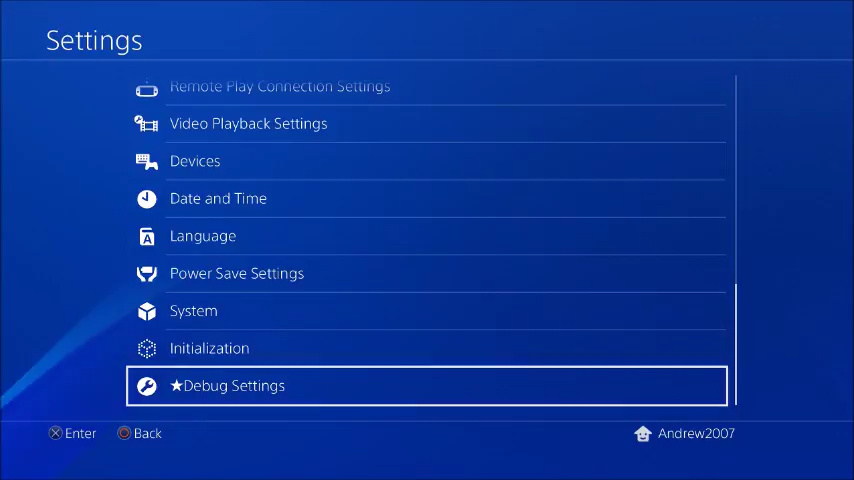 Settings
Remote Play Connection Settings
Video Playback Settings
Devices
Date and Time
Language
Power Save Settings
System
Initialization
★Debug Settings
Enter Back Andrew2007